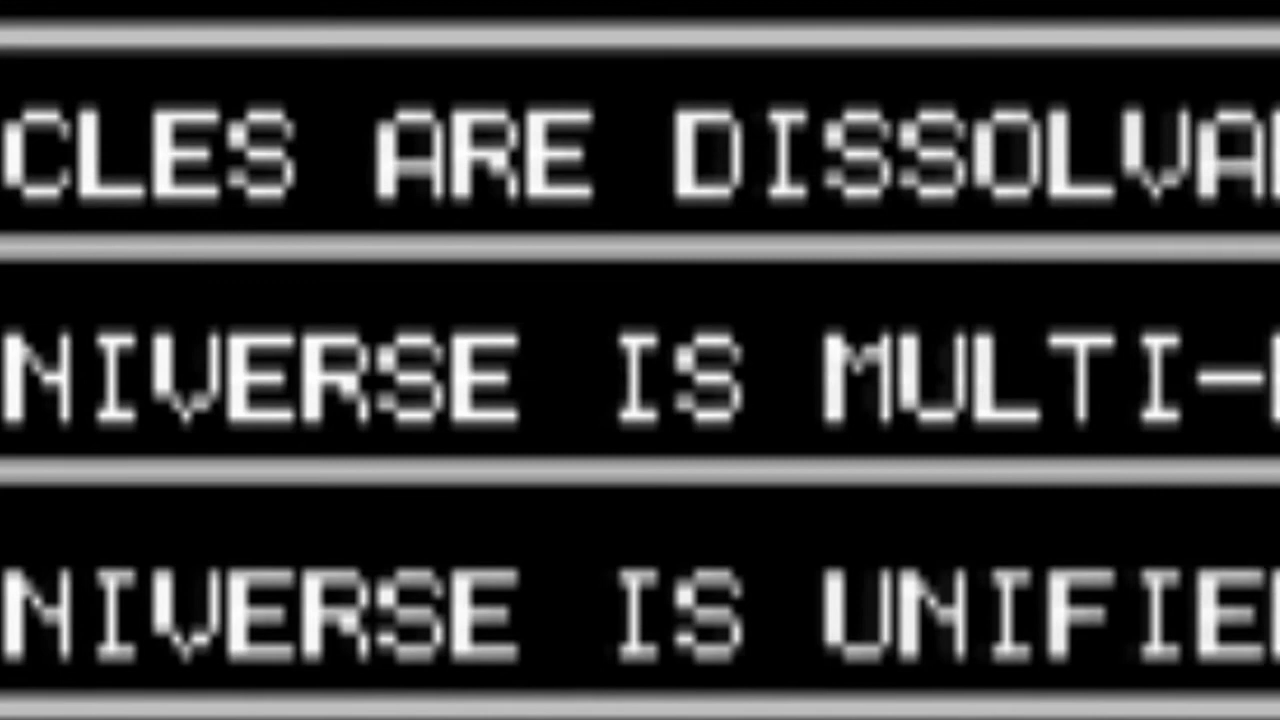 CLES ARE DISSOLVA
NIVERSE IS MULTI-
NIVERSE IS UNIFIE